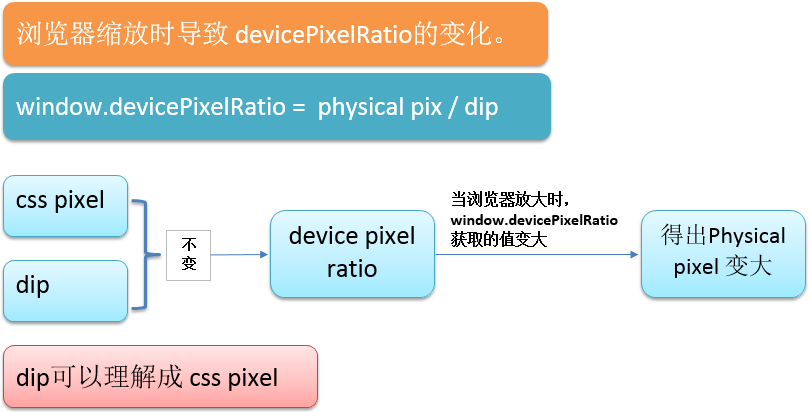 浏览器缩放时导致 devicePixelRatio的变化。
window.devicePixelRatio = physical pix / dip
css pixel
dip
不
变
device pixel
ratio
当浏览器放大时，
window.devicePixelRatio
获取的值变大
得出Physical
pixel 变大
dip可以理解成 css pixel